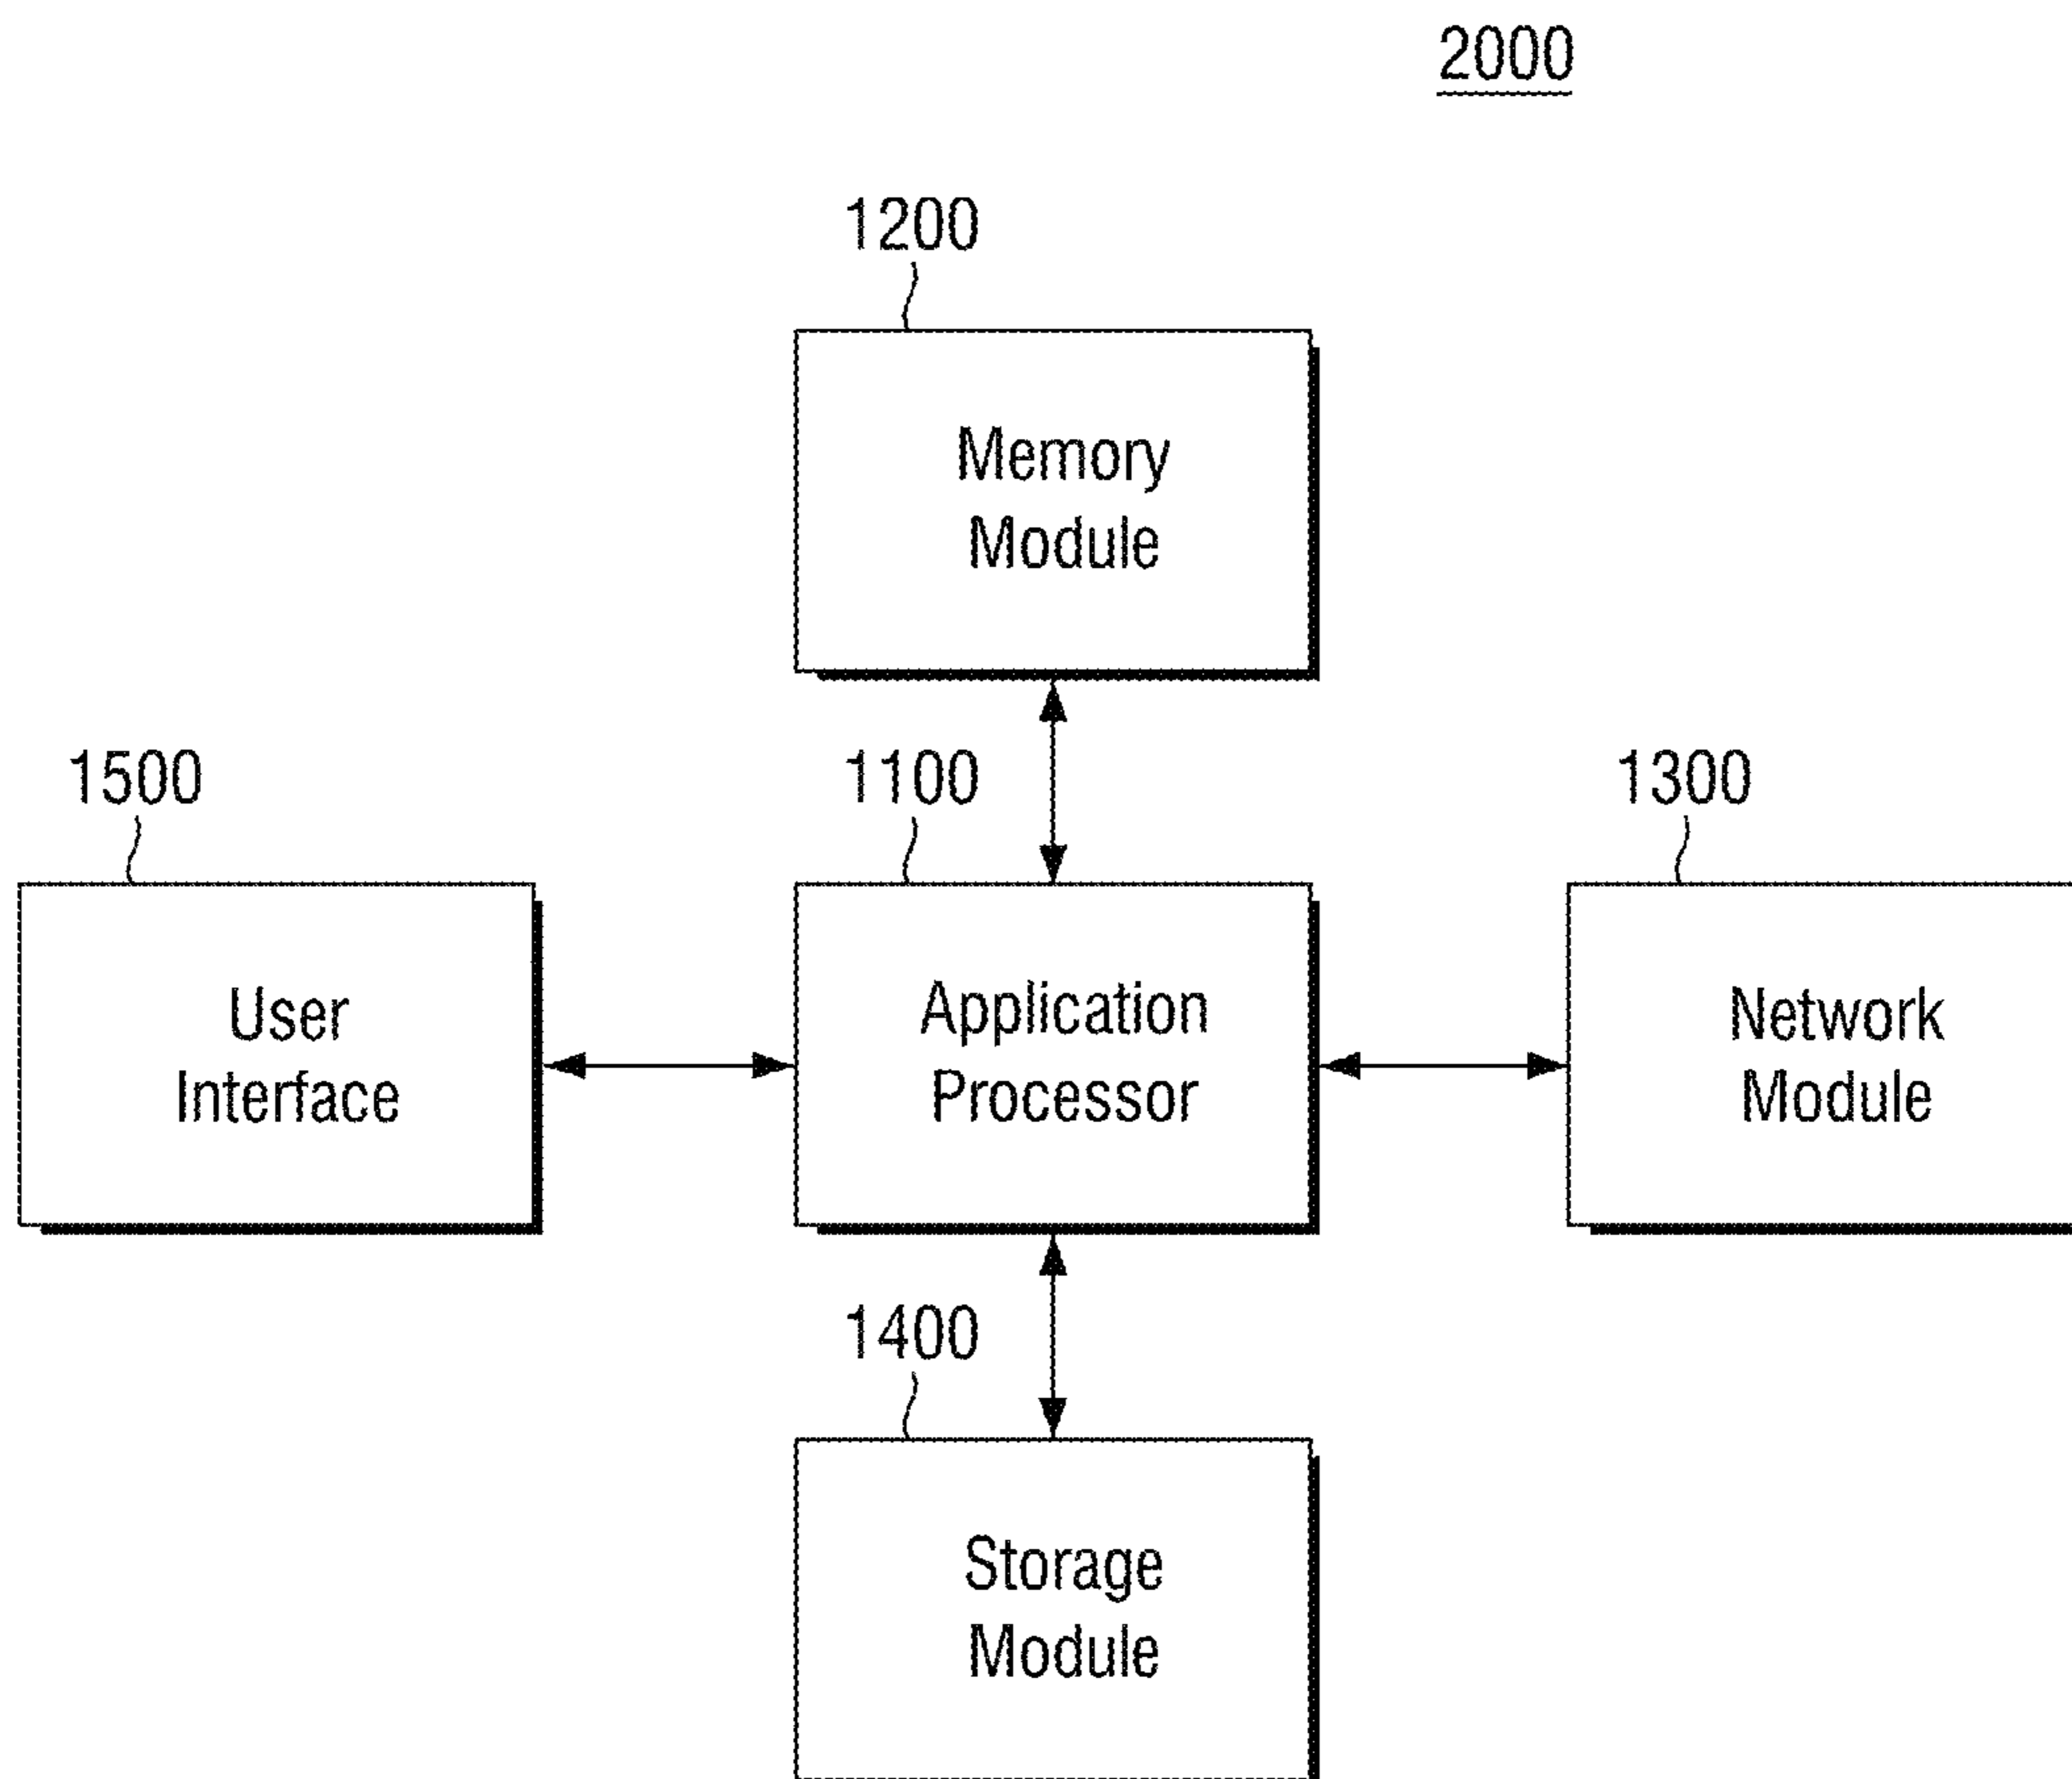 2000
1200
Memory
Module
1500
1100
1300
User
Interface
Application
Processor
Network
Module
1400
Storage
Module